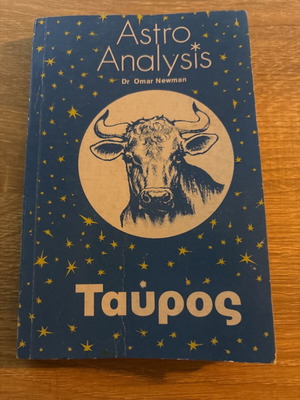 Astro
Analysis
Dr Omar Newman
Ταύρος